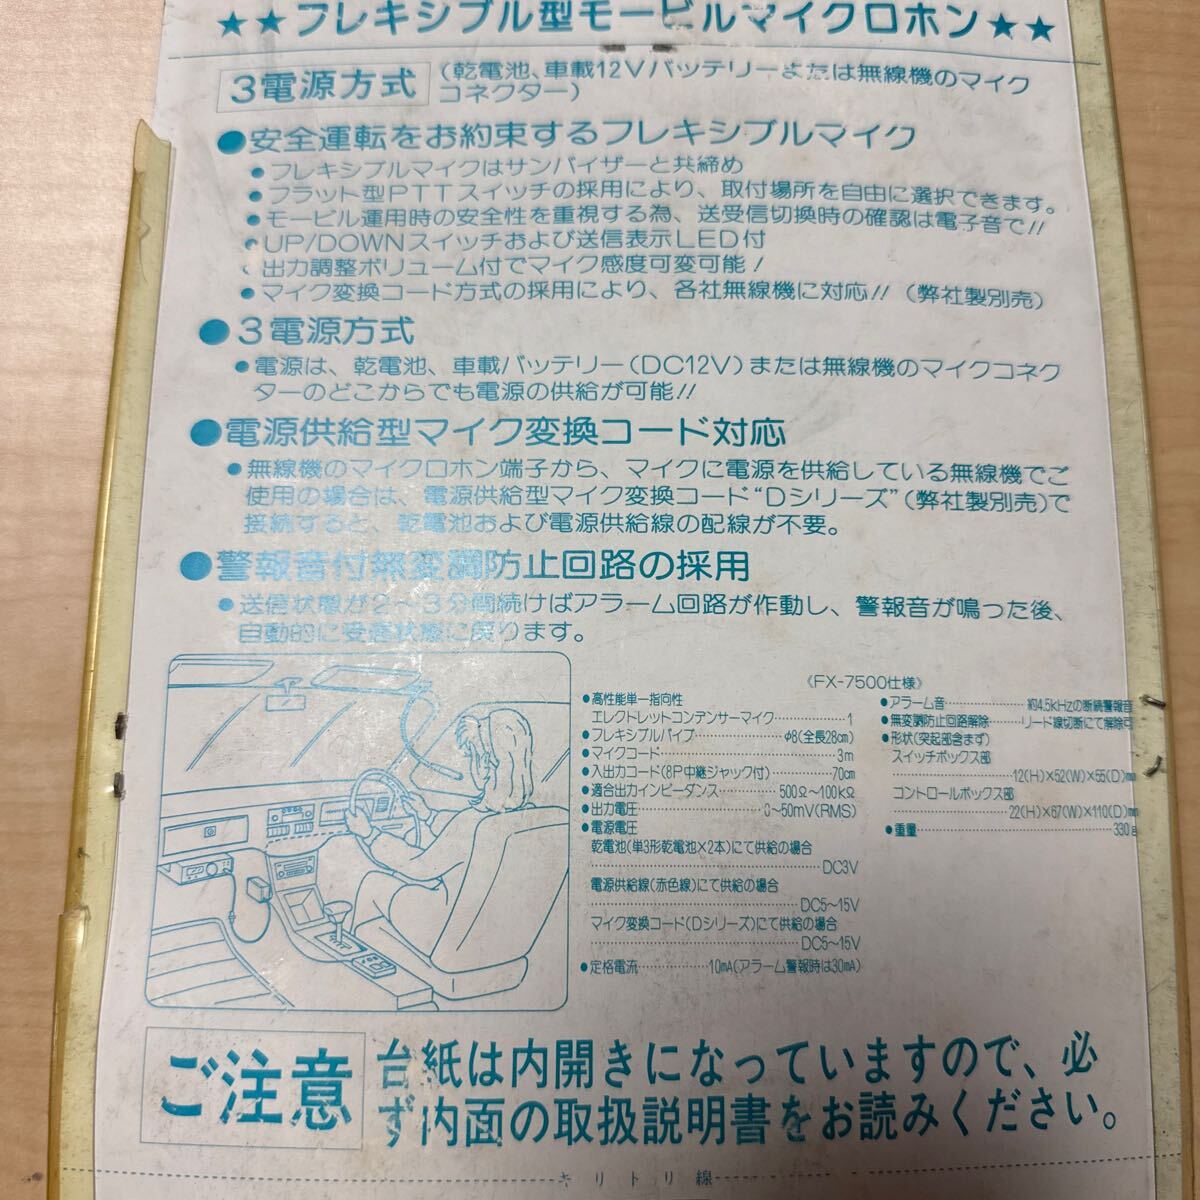 ★★フレキシブル型モービルマイクロホン★★
3電源方式
(乾電池、車載12Vバッテリーまたは無線機のマイク
コネクター)
●安全運転をお約束するフレキシブルマイク
●フレキシブルマイクはサンバイザーと共締め
●フラット型PTTスイッチの採用により、取付場所を自由に選択できます。
●モービル運用時の安全性を重視する為、送受信切換時の確認は電子音で!!
●UP/DOWNスイッチおよび送信表示LED付
●出力調整ボリューム付でマイク感度可変可能!
●マイク変換コード方式の採用により、各社無線機に対応!!(弊社製別売)
●3電源方式
●電源は、乾電池、車載バッテリー(DC12V)または無線機のマイクコネク
ターのどこからでも電源の供給が可能!!
●電源供給型マイク変換コード対応
●無線機のマイクロホン端子から、マイクに電源を供給している無線機でご
使用の場合は、電源供給型マイク変換コード“Dシリーズ”(弊社製別売)で
接続すると、乾電池および電源供給線の配線が不要。
●警報音付無変調防止回路の採用
●送信状態が2〜3分間続けばアラーム回路が作動し、警報音が鳴った後、
自動的に受信状態に戻ります。
《FX-7500仕様》
●高性能単一指向性
エレクトレットコンデンサーマイク……………1
●フレキシブルパイプ……………φ8(全長28cm)
●マイクコード……………3m
●入出力コード(8P中継ジャック付)……………70cm
●適合出力インピーダンス……………500Ω〜100kΩ
●出力電圧……………0〜50mV(RMS)
●電源電圧
乾電池(単3形乾電池×2本)にて供給の場合
……………DC3V
電源供給線(赤色線)にて供給の場合
……………DC5〜15V
マイク変換コード(Dシリーズ)にて供給の場合
……………DC5〜15V
●定格電流……………10mA(アラーム警報時は30mA)
●アラーム音……………約4.5kHzの断続警報音
●無変調防止回路解除……………リード線切断にて解除可
●形状(突起部含まず)
スイッチボックス部
……………12(H)×52(W)×55(D)mm
コントロールボックス部
……………22(H)×67(W)×110(D)mm
●重量……………330g
ご注意
台紙は内開きになっていますので、必
ず内面の取扱説明書をお読みください。
キリトリ線